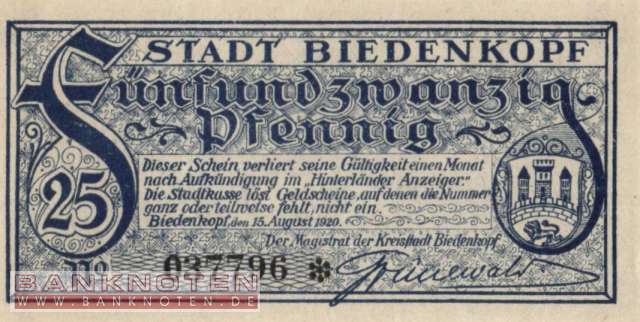 STADT BIEDENKOPF
Fünfundzwanzig
Pfennig
25
Dieser Schein verliert seine Gültigkeit einen Monat
nach Aufkündigung im „Hinterländer Anzeiger."
Die Stadtkasse löst Geldscheine, auf denen die Nummer
ganz oder teilweise fehlt, nicht ein.
Biedenkopf, den 15. August 1920.
Der Magistrat der Kreisstadt Biedenkopf.
No 037796 ✻
Grünewald
BANKNOTEN
WWW.BANKNOTEN.DE